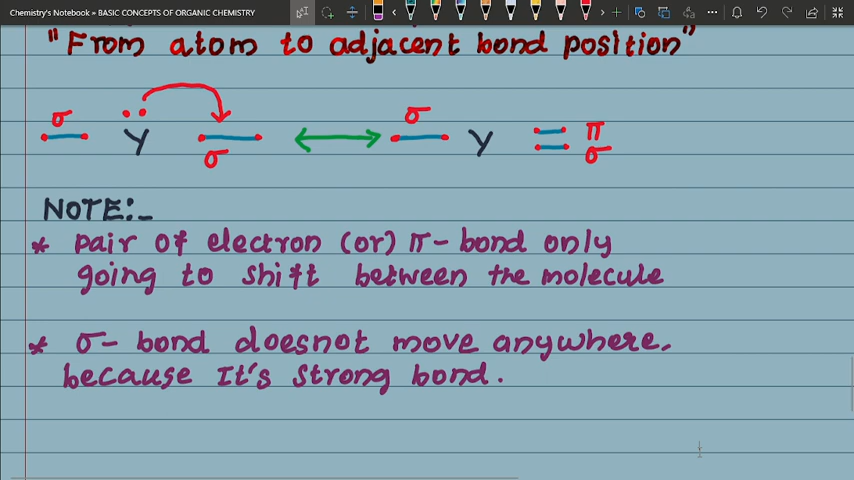 Chemistry's Notebook » BASIC CONCEPTS OF ORGANIC CHEMISTRY
"From atom to adjacent bond position"
σ σ π
Y Y
σ σ
NOTE:-
* pair of electron (or) π-bond only
going to shift between the molecule
* σ- bond doesnot move anywhere.
because It's strong bond.